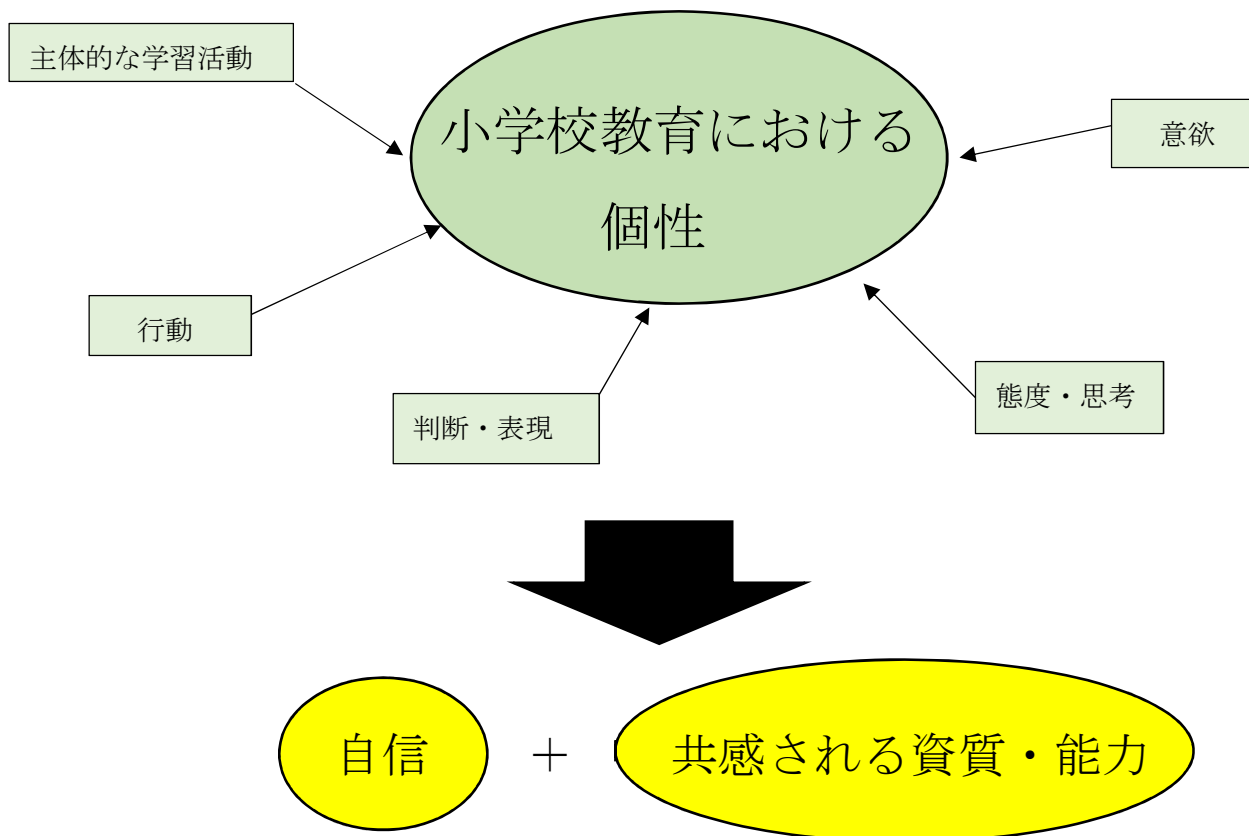 主体的な学習活動
小学校教育における
個性
意欲
行動
判断・表現
態度・思考
自信
＋
共感される資質・能力